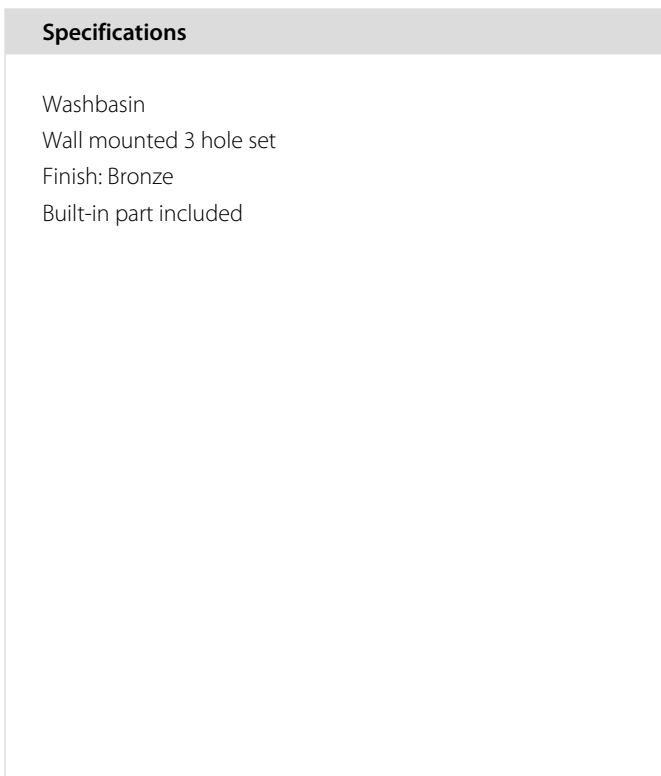 Specifications
Washbasin
Wall mounted 3 hole set
Finish: Bronze
Built-in part included